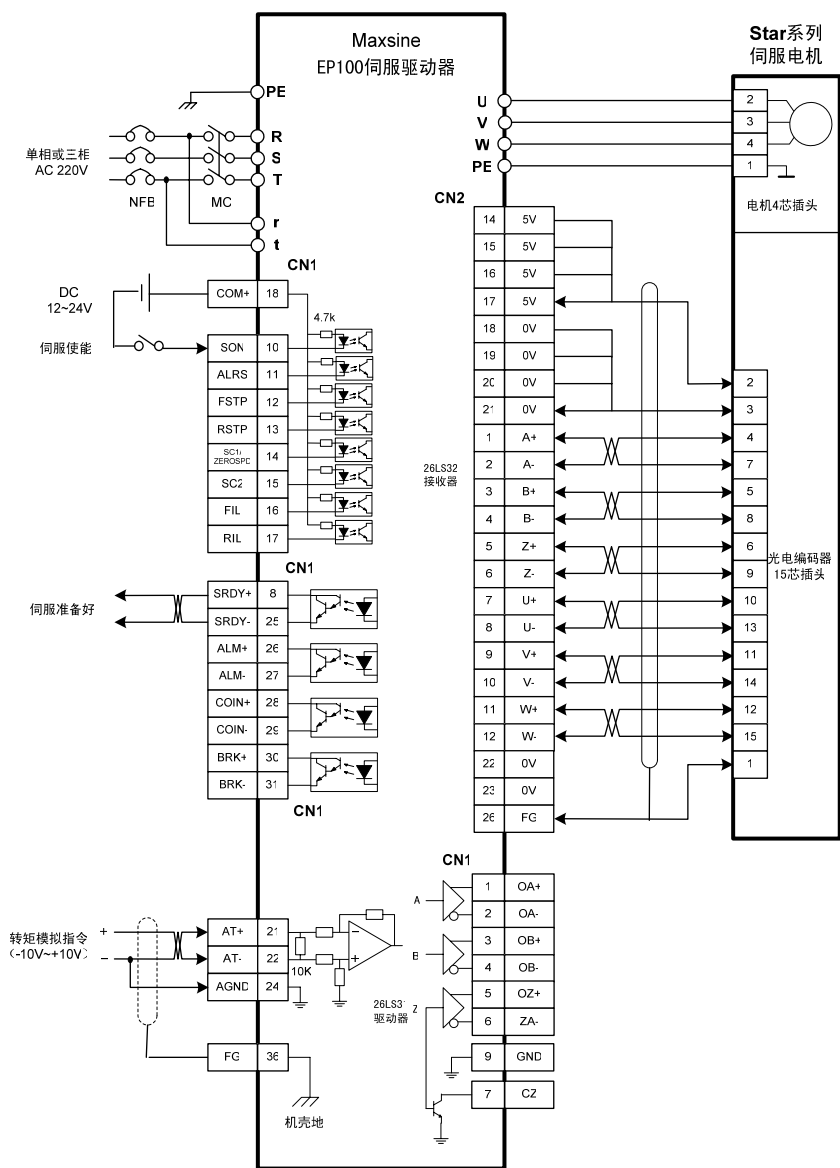 Maxsine
EP100伺服驱动器
Star系列
伺服电机
PE
单相或三相
AC 220V
NFB
MC
R
S
T
r
t
U
V
W
PE
2
3
4
1
电机4芯插头
CN1
DC
12~24V
伺服使能
COM+ 18
4.7k
SON 10
ALRS 11
FSTP 12
RSTP 13
SC1/
ZEROSPD 14
SC2 15
FIL 16
RIL 17
CN1
伺服准备好
SRDY+ 8
SRDY- 25
ALM+ 26
ALM- 27
COIN+ 28
COIN- 29
BRK+ 30
BRK- 31
CN1
转矩模拟指令
(-10V~+10V)
+
−
AT+ 21
AT- 22
AGND 24
10K
−
+
FG 36
机壳地
CN2
14 5V
15 5V
16 5V
17 5V
18 0V
19 0V
20 0V
21 0V
1 A+
2 A-
3 B+
4 B-
5 Z+
6 Z-
7 U+
8 U-
9 V+
10 V-
11 W+
12 W-
22 0V
23 0V
26 FG
26LS32
接收器
2
3
4
7
5
8
6
9
10
13
11
14
12
15
1
光电编码器
15芯插头
CN1
A
B
Z
26LS31
驱动器
1 OA+
2 OA-
3 OB+
4 OB-
5 OZ+
6 ZA-
9 GND
7 CZ